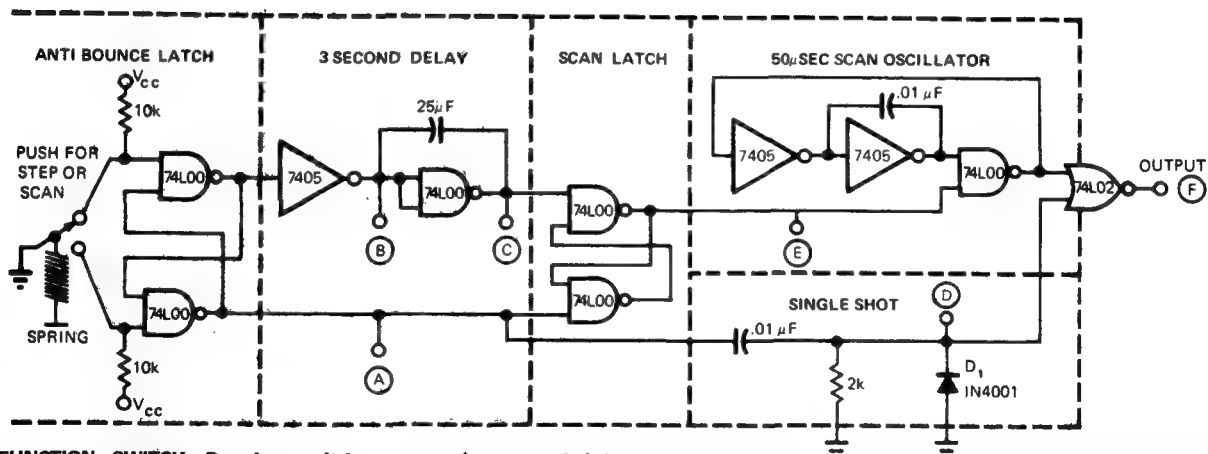 ANTI BOUNCE LATCH
3 SECOND DELAY
SCAN LATCH
50μSEC SCAN OSCILLATOR
VCC
10k
25μF
.01 μF
PUSH FOR
STEP OR
SCAN
74L00
7405
74L00
74L00
7405
7405
74L00
74L02
OUTPUT
F
B
C
E
74L00
74L00
SINGLE SHOT
D
SPRING
.01 μF
10k
A
2k
D1
IN4001
VCC